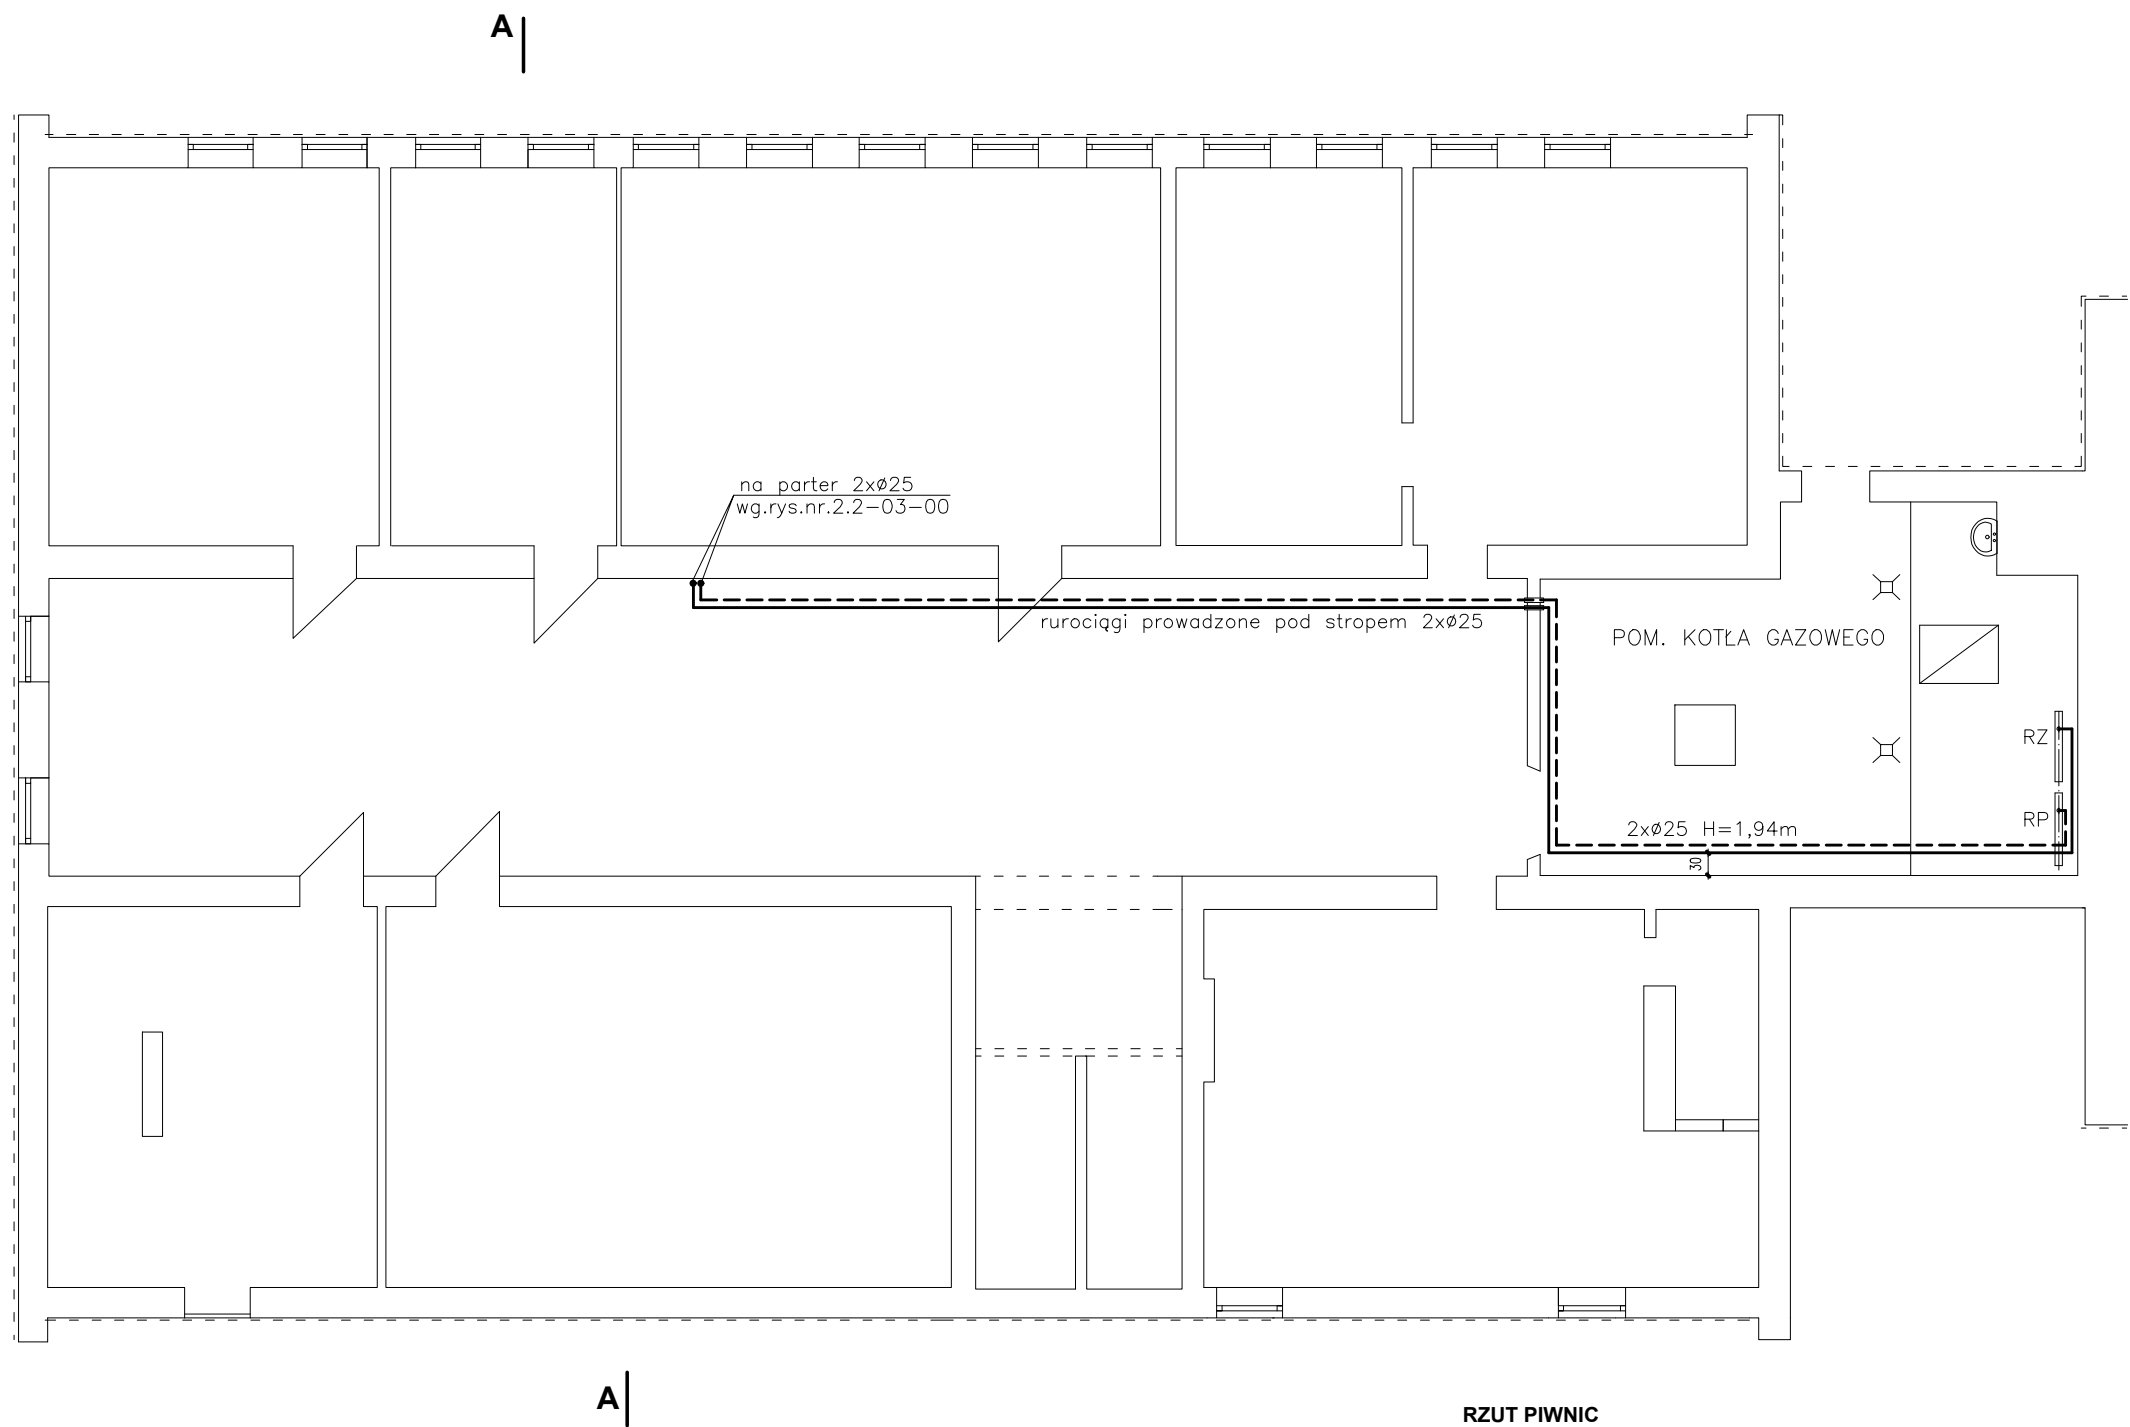 A
na parter 2xø25
wg.rys.nr.2.2-03-00
rurociągi prowadzone pod stropem 2xø25
POM. KOTŁA GAZOWEGO
RZ
RP
2xø25 H=1,94m
30
A
RZUT PIWNIC